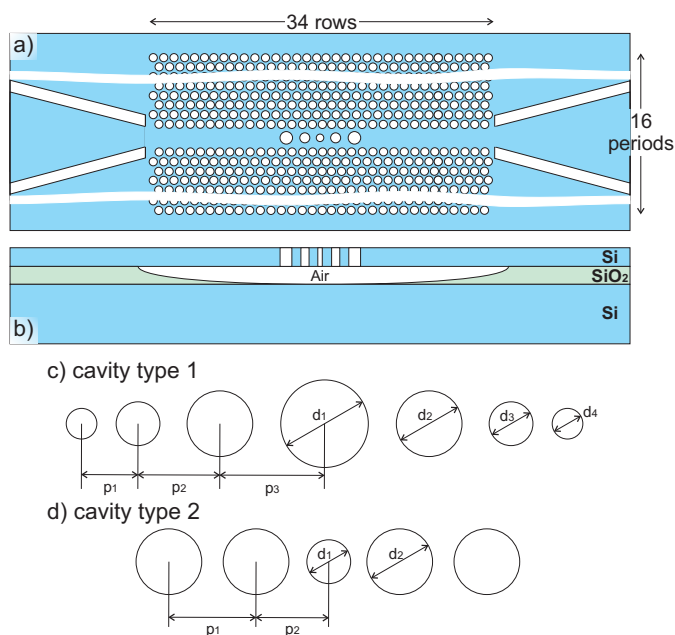 34 rows
a)
16
periods
Si
Air
SiO2
Si
b)
c) cavity type 1
d1
d2
d3
d4
p1
p2
p3
d) cavity type 2
d1
d2
p1
p2